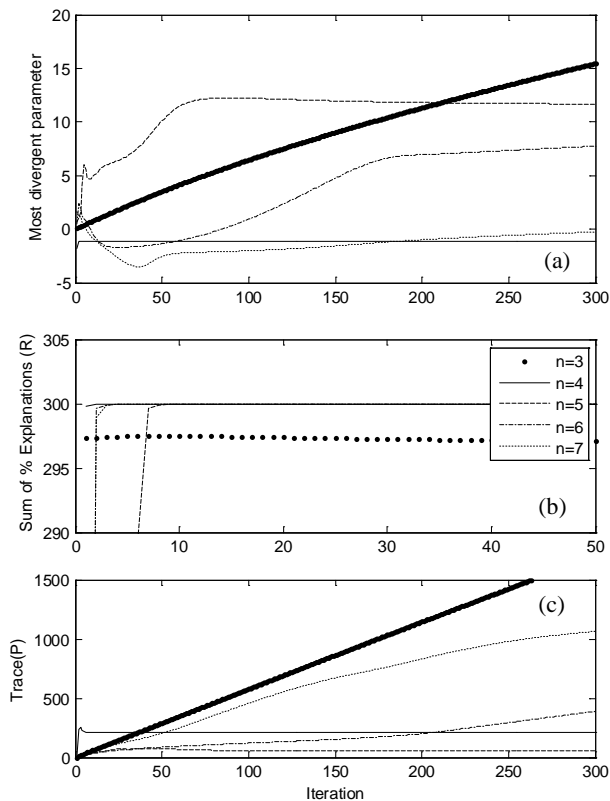 20
15
10
5
0
-5
Most divergent parameter
(a)
0 50 100 150 200 250 300
305
300
295
290
Sum of % Explanations (R)
n=3
n=4
n=5
n=6
n=7
(b)
0 10 20 30 40 50
1500
1000
500
0
Trace(P)
(c)
0 50 100 150 200 250 300
Iteration